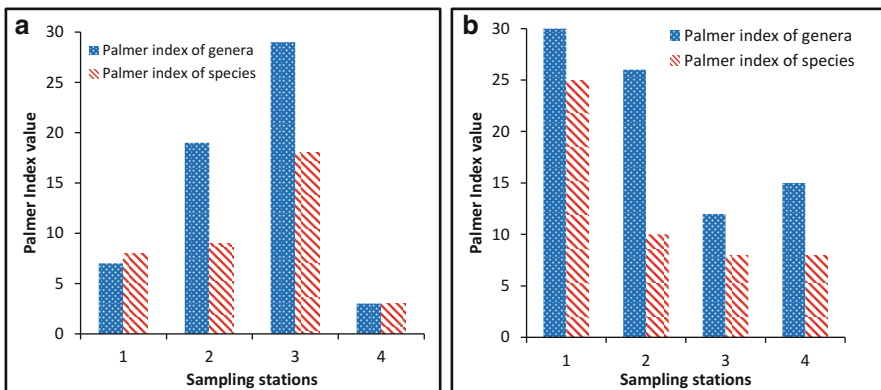 a
30
25
20
15
10
5
0
Palmer Index value
Palmer index of genera
Palmer index of species
1 2 3 4
Sampling stations
b
30
25
20
15
10
5
0
Palmer Index value
Palmer index of genera
Palmer index of species
1 2 3 4
Sampling stations